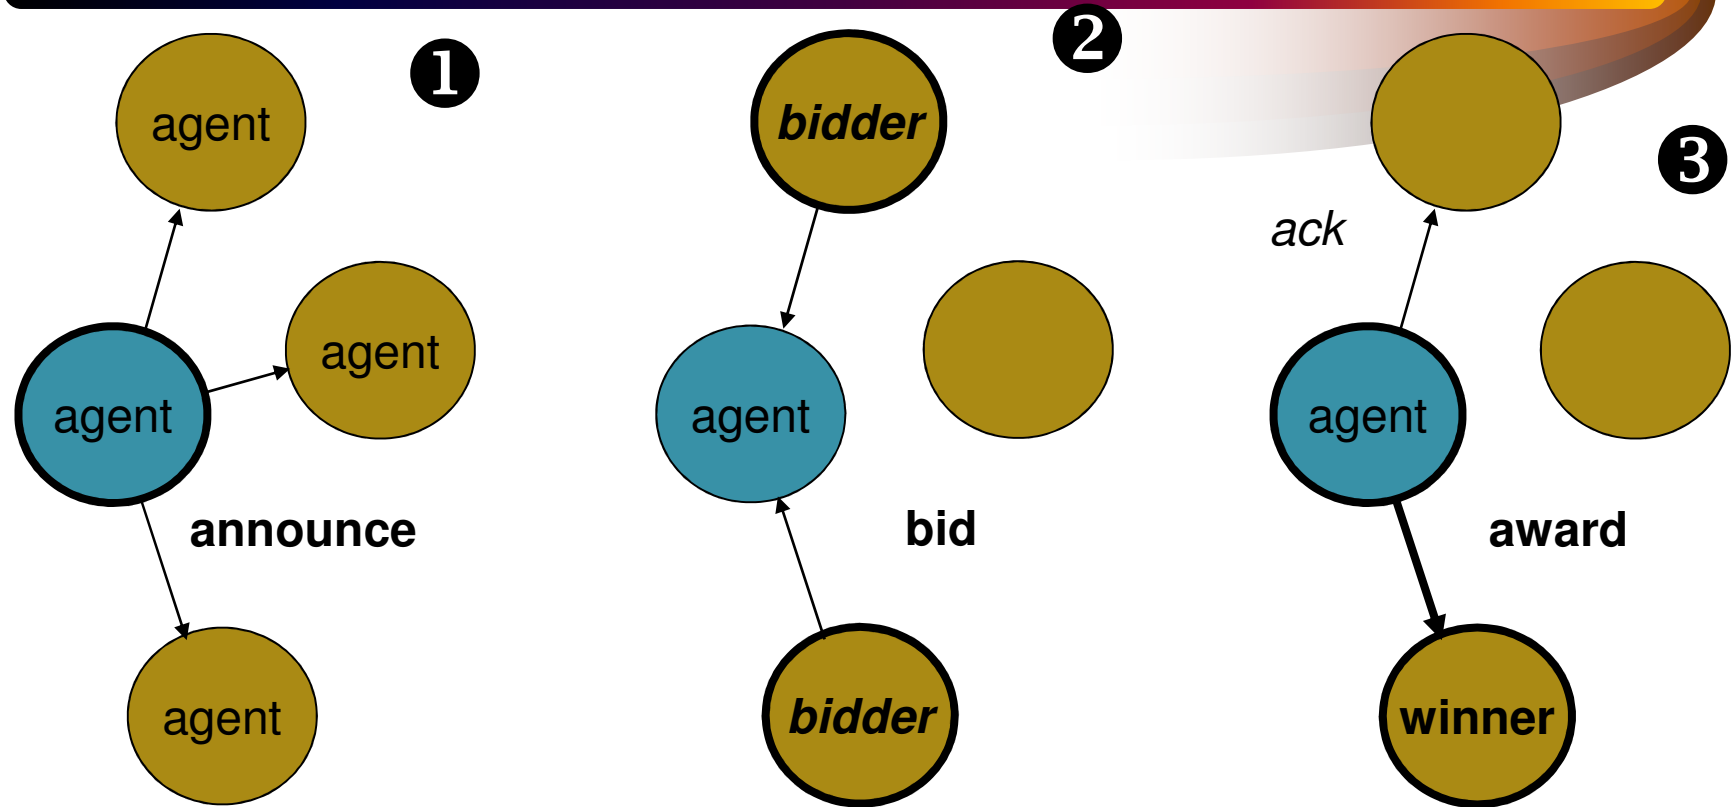 ❶
agent
agent
agent
announce
agent
❷
bidder
agent
bid
bidder
❸
ack
agent
award
winner